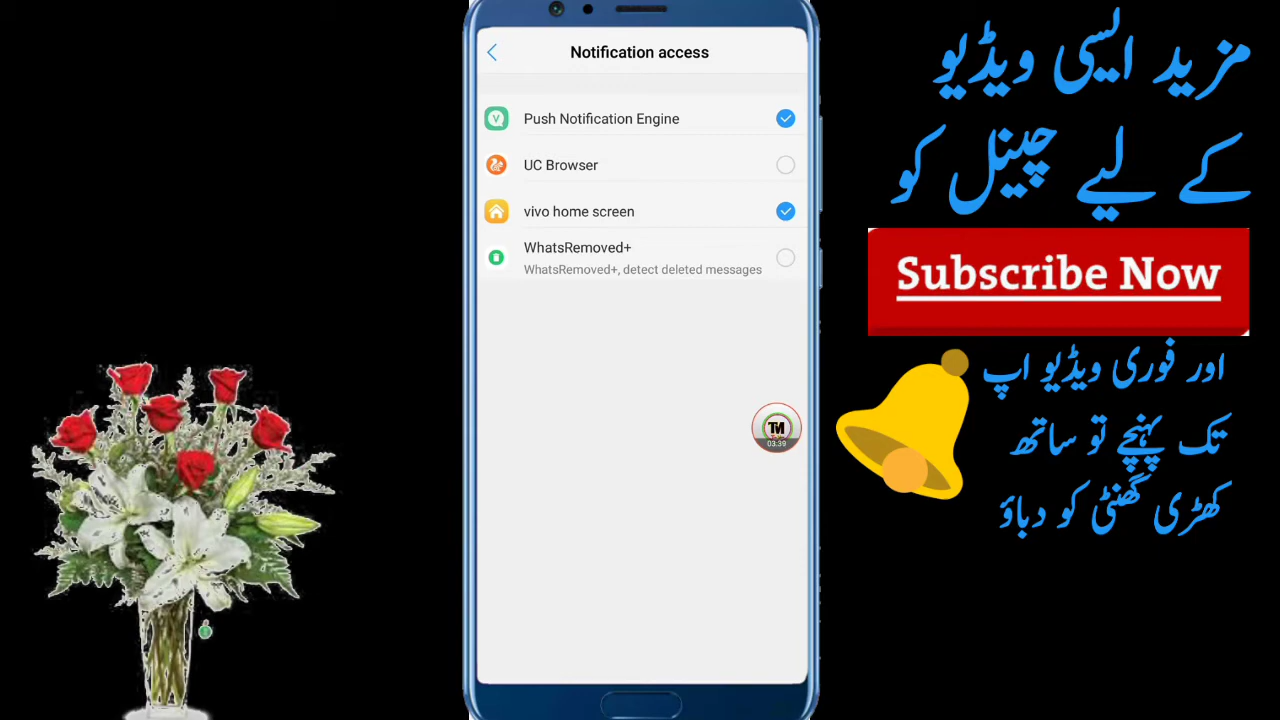 Notification access
Push Notification Engine
UC Browser
vivo home screen
WhatsRemoved+
WhatsRemoved+, detect deleted messages
TM
03:39
مزید ایسی ویڈیو
کے لیے چینل کو
Subscribe Now
اور فوری ویڈیو اپ
تک پہنچے تو ساتھ
کھڑی گھنٹی کو دباؤ